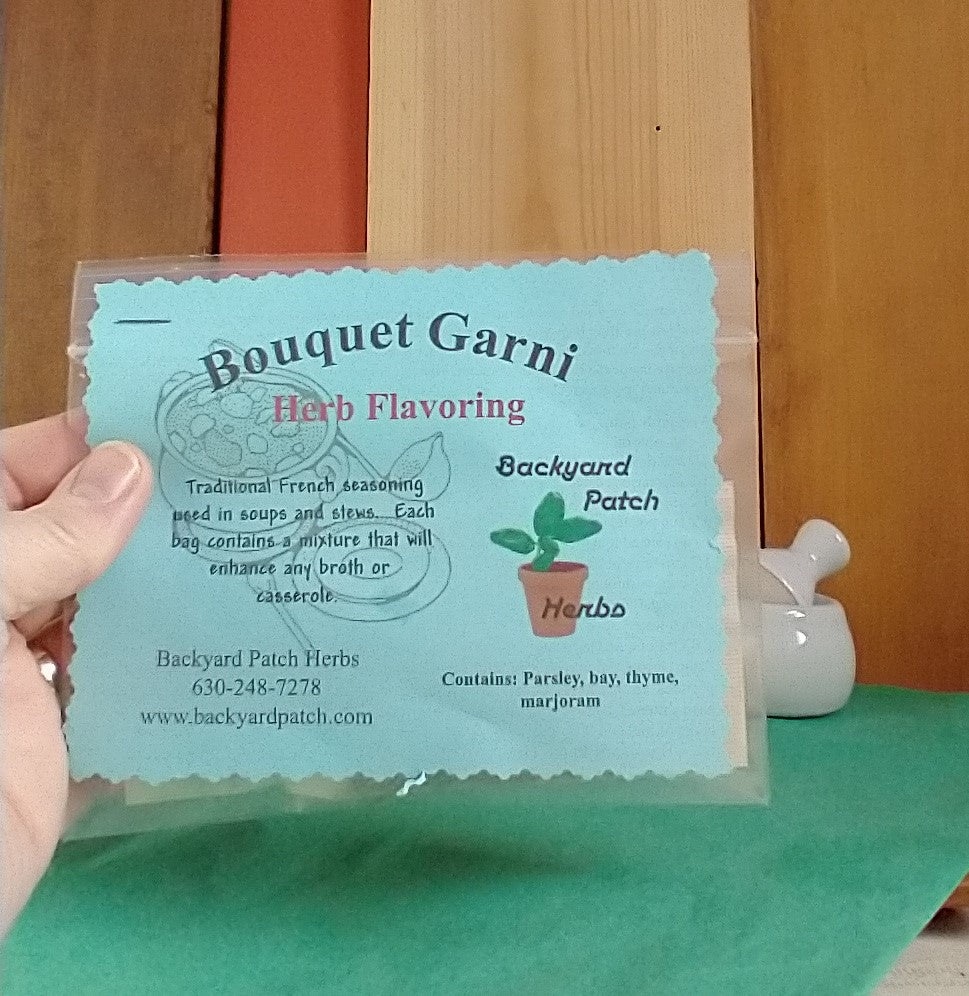 Bouquet Garni
Herb Flavoring
Traditional French seasoning
used in soups and stews. Each
bag contains a mixture that will
enhance any broth or
casserole.
Backyard
Patch
Herbs
Backyard Patch Herbs
630-248-7278
www.backyardpatch.com
Contains: Parsley, bay, thyme,
marjoram